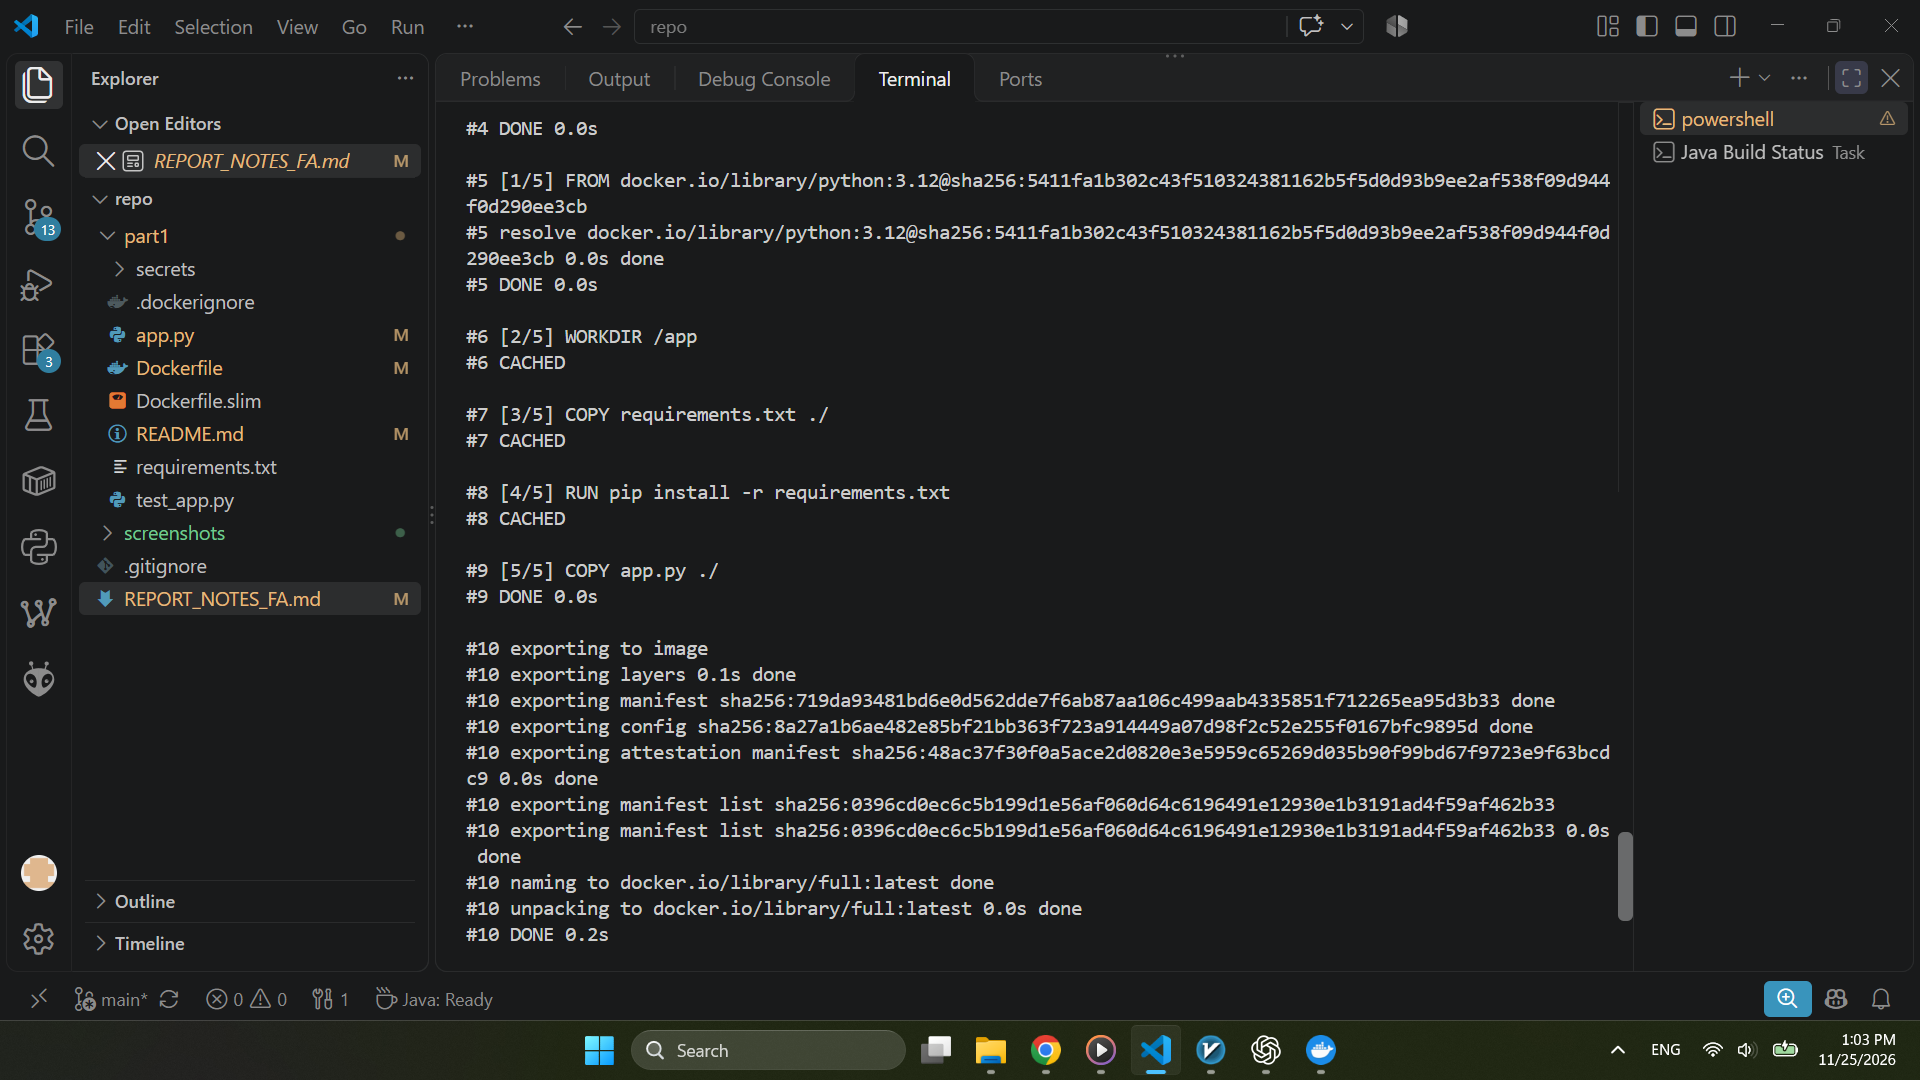 File Edit Selection View Go Run ···
repo
Explorer
Open Editors
REPORT_NOTES_FA.md M
repo
part1
secrets
.dockerignore
app.py M
Dockerfile M
Dockerfile.slim
README.md M
requirements.txt
test_app.py
screenshots
.gitignore
REPORT_NOTES_FA.md M
Outline
Timeline
13
3
Problems Output Debug Console Terminal Ports
#4 DONE 0.0s
#5 [1/5] FROM docker.io/library/python:3.12@sha256:5411fa1b302c43f510324381162b5f5d0d93b9ee2af538f09d944
f0d290ee3cb
#5 resolve docker.io/library/python:3.12@sha256:5411fa1b302c43f510324381162b5f5d0d93b9ee2af538f09d944f0d
290ee3cb 0.0s done
#5 DONE 0.0s
#6 [2/5] WORKDIR /app
#6 CACHED
#7 [3/5] COPY requirements.txt ./
#7 CACHED
#8 [4/5] RUN pip install -r requirements.txt
#8 CACHED
#9 [5/5] COPY app.py ./
#9 DONE 0.0s
#10 exporting to image
#10 exporting layers 0.1s done
#10 exporting manifest sha256:719da93481bd6e0d562dde7f6ab87aa106c499aab4335851f712265ea95d3b33 done
#10 exporting config sha256:8a27a1b6ae482e85bf21bb363f723a914449a07d98f2c52e255f0167bfc9895d done
#10 exporting attestation manifest sha256:48ac37f30f0a5ace2d0820e3e5959c65269d035b90f99bd67f9723e9f63bcd
c9 0.0s done
#10 exporting manifest list sha256:0396cd0ec6c5b199d1e56af060d64c6196491e12930e1b3191ad4f59af462b33
#10 exporting manifest list sha256:0396cd0ec6c5b199d1e56af060d64c6196491e12930e1b3191ad4f59af462b33 0.0s
done
#10 naming to docker.io/library/full:latest done
#10 unpacking to docker.io/library/full:latest 0.0s done
#10 DONE 0.2s
powershell
Java Build Status Task
main* 0 0 1 Java: Ready
Search
ENG
1:03 PM
11/25/2026